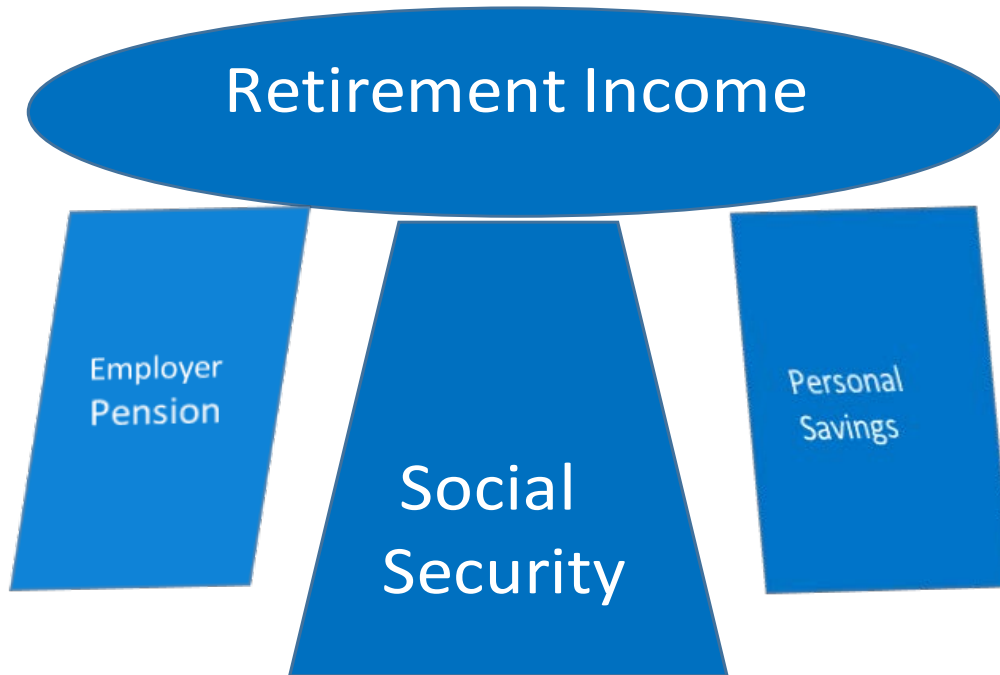 Retirement Income
Employer
Pension
Social
Security
Personal
Savings